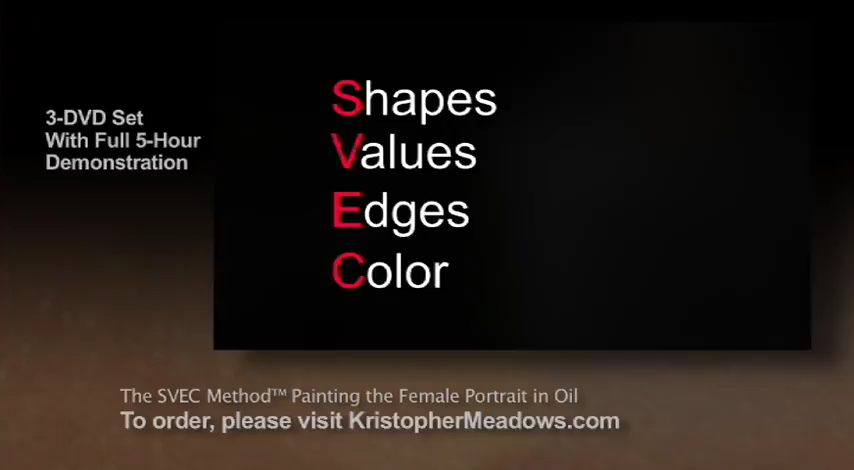 3-DVD Set
With Full 5-Hour
Demonstration
Shapes
Values
Edges
Color
The SVEC Method™ Painting the Female Portrait in Oil
To order, please visit KristopherMeadows.com